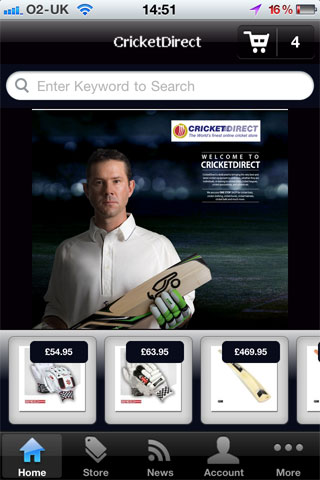 O2-UK 14:51 16%
CricketDirect 4
Enter Keyword to Search
CRICKETDIRECT
The World's finest online cricket store
WELCOME TO
CRICKETDIRECT
£54.95 £63.95 £469.95
Home Store News Account More